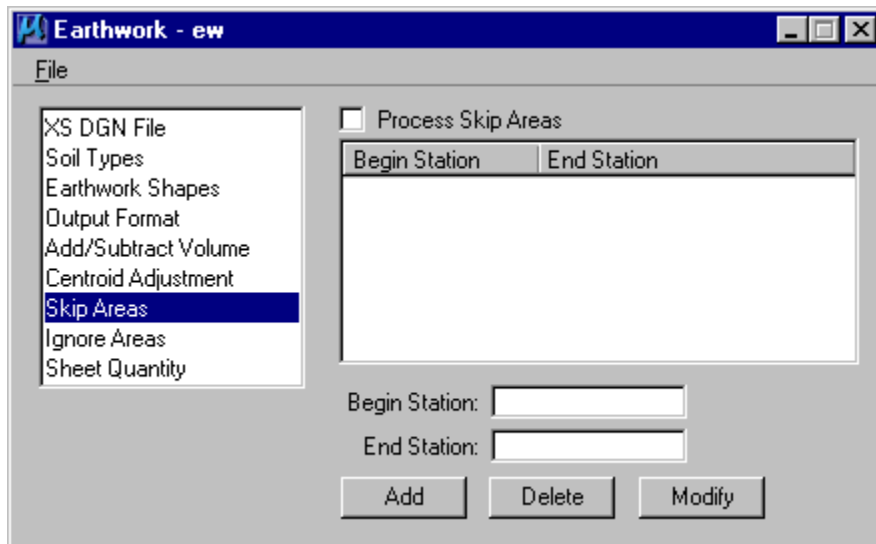 Earthwork - ew
File
XS DGN File
Soil Types
Earthwork Shapes
Output Format
Add/Subtract Volume
Centroid Adjustment
Skip Areas
Ignore Areas
Sheet Quantity
Process Skip Areas
Begin Station End Station
Begin Station:
End Station:
Add Delete Modify